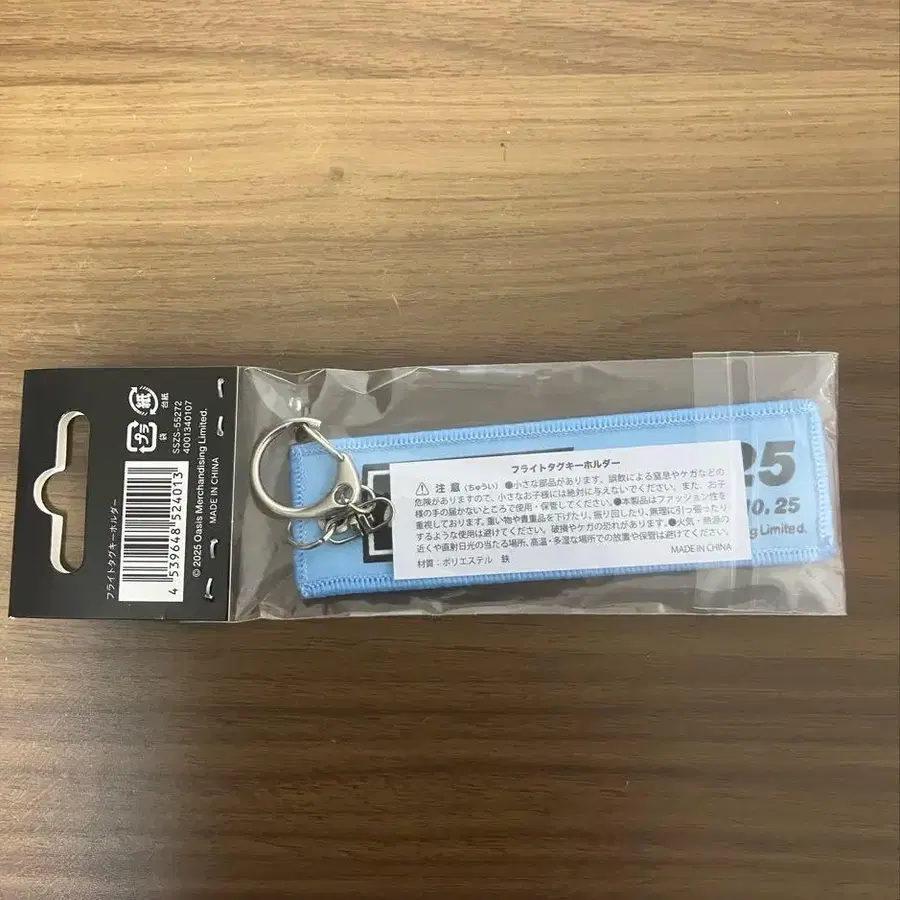 フライトタグキーホルダー
4 539648 524013
プラ
袋
紙
台紙
SSZS-55272
4001340107
© 2025 Oasis Merchandising Limited.
MADE IN CHINA
フライトタグキーホルダー
注意(ちゅうい) ●小さな部品があります。誤飲による窒息やケガなどの
危険がありますので、小さなお子様には絶対に与えないでください。また、お子
様の手の届かないところで使用・保管してください。●本製品はファッション性を
重視しております。重い物や貴重品を下げたり、振り回したり、無理に引っ張ったり
するような使用は避けてください。破損やケガの恐れがあります。●火気・熱源の
近くや直射日光の当たる場所、高温・多湿な場所での放置や保管は避けてください。
材質:ポリエステル 鉄
MADE IN CHINA
25
10. 25
g Limited.